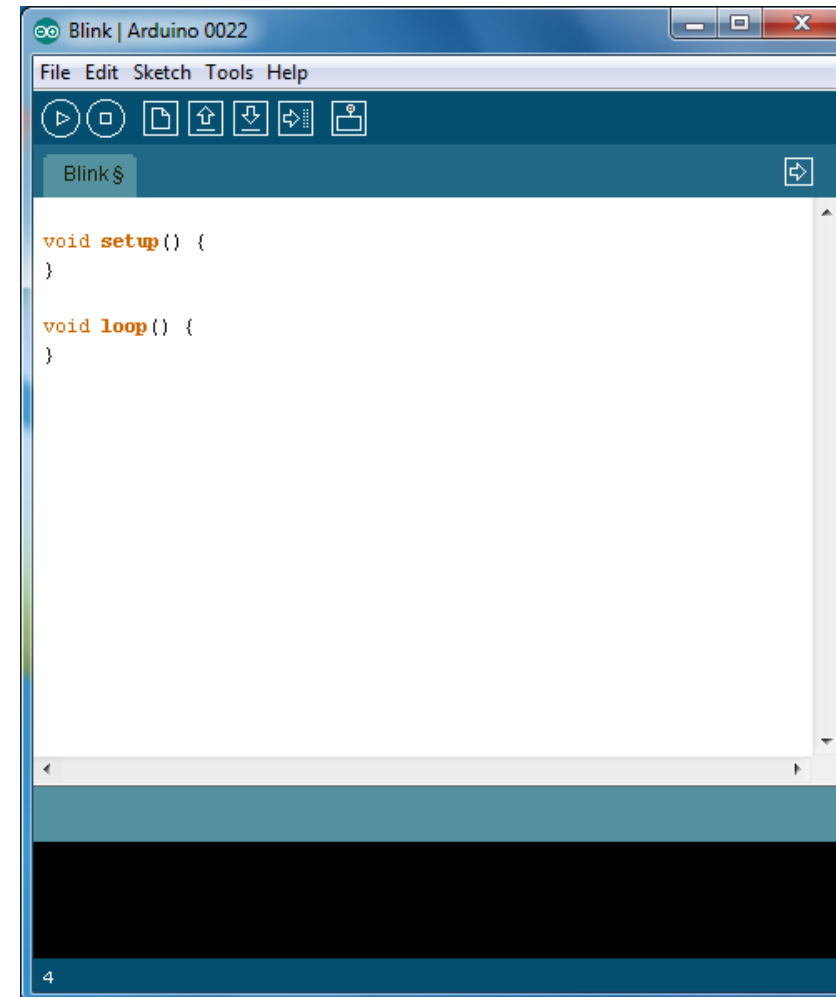 Blink | Arduino 0022
File Edit Sketch Tools Help
Blink §
void setup() {
}
void loop() {
}
4